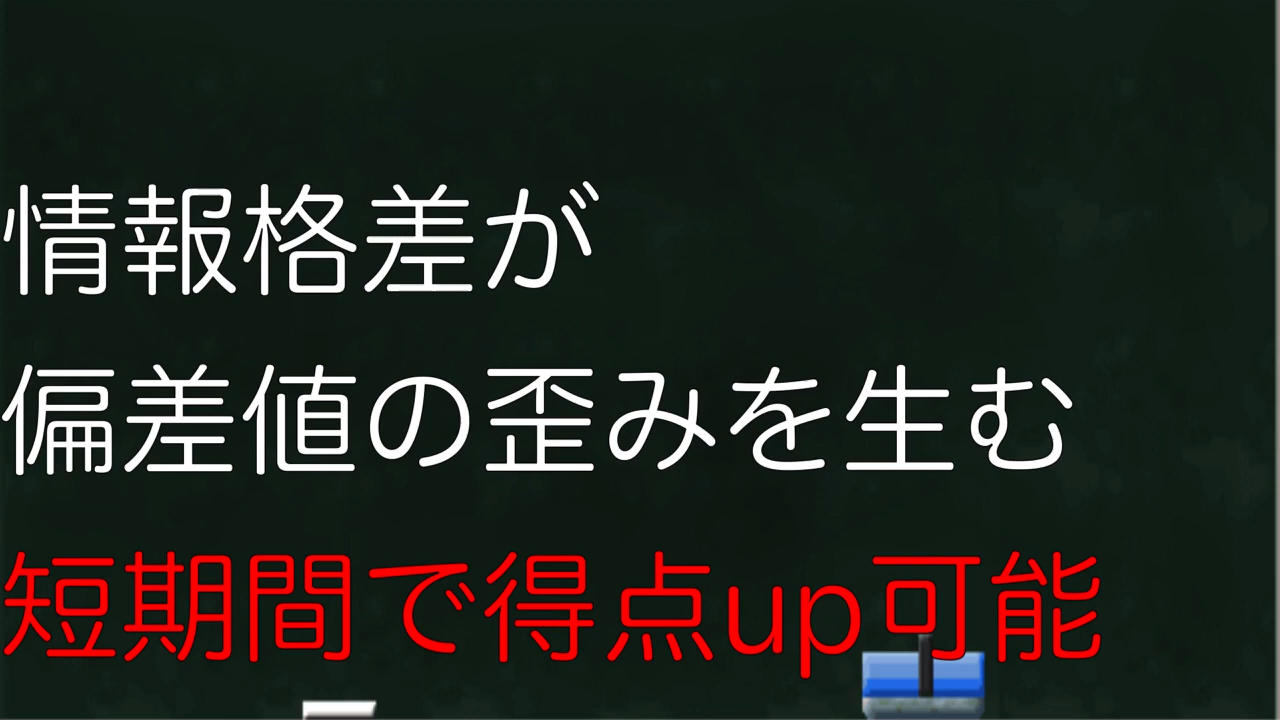 情報格差が
偏差値の歪みを生む
短期間で得点up可能